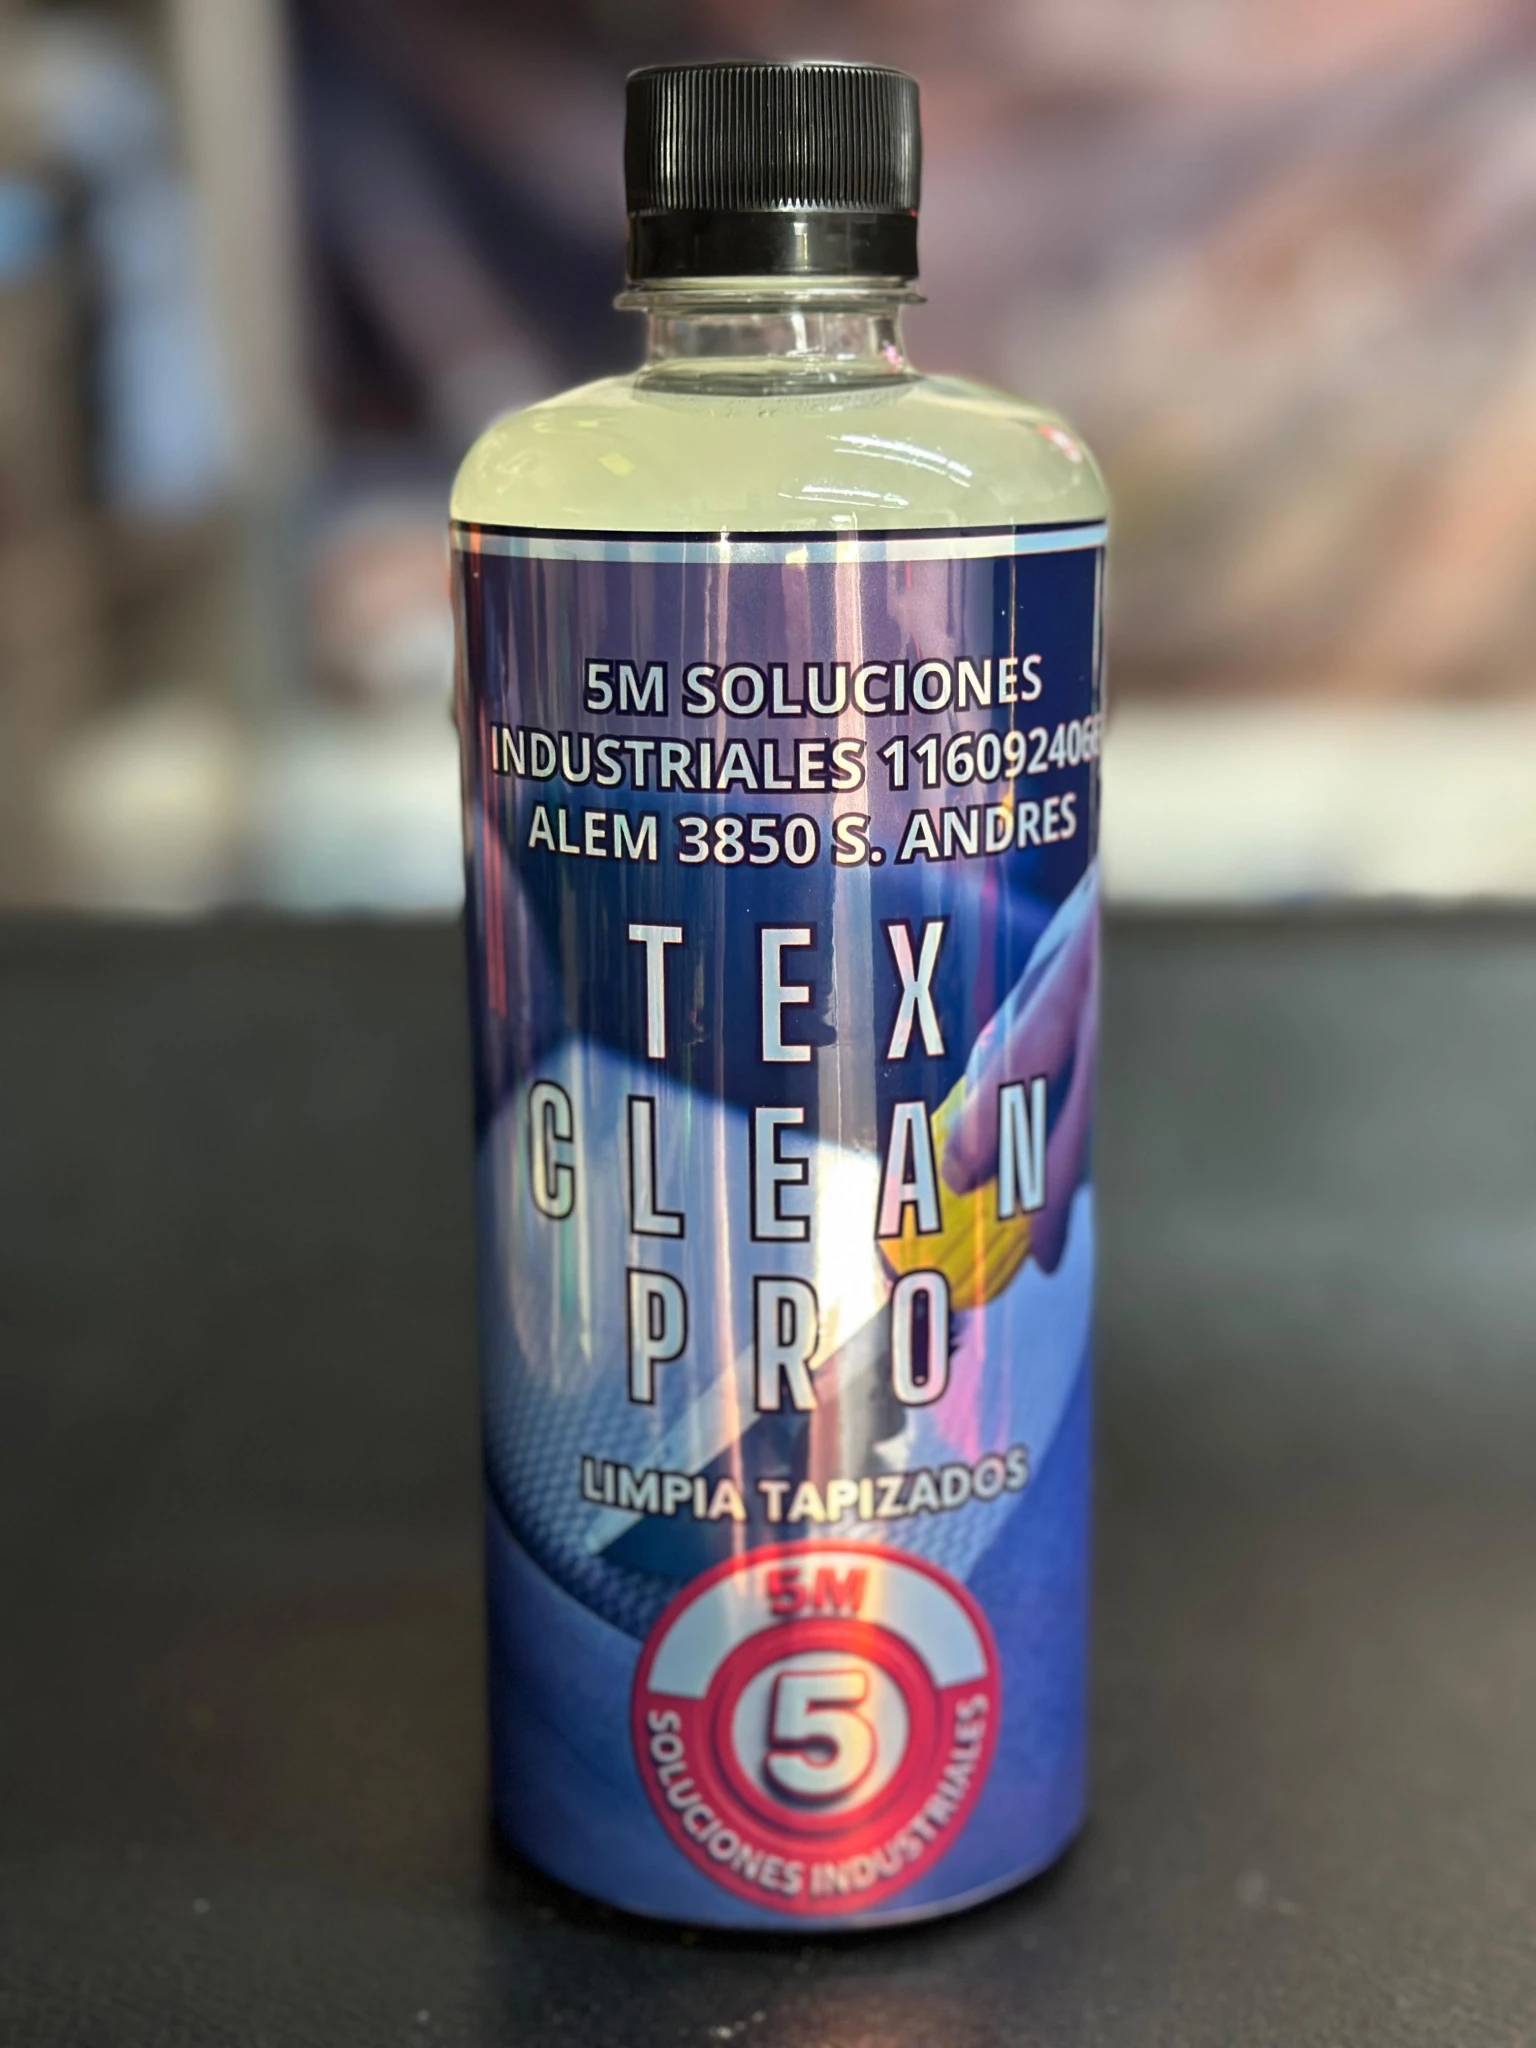 5M SOLUCIONES
INDUSTRIALES
ALEM 3850 S. ANDRES
TEX
CLEAN
PRO
LIMPIA TAPIZADOS
5M
5
SOLUCIONES INDUSTRIALES